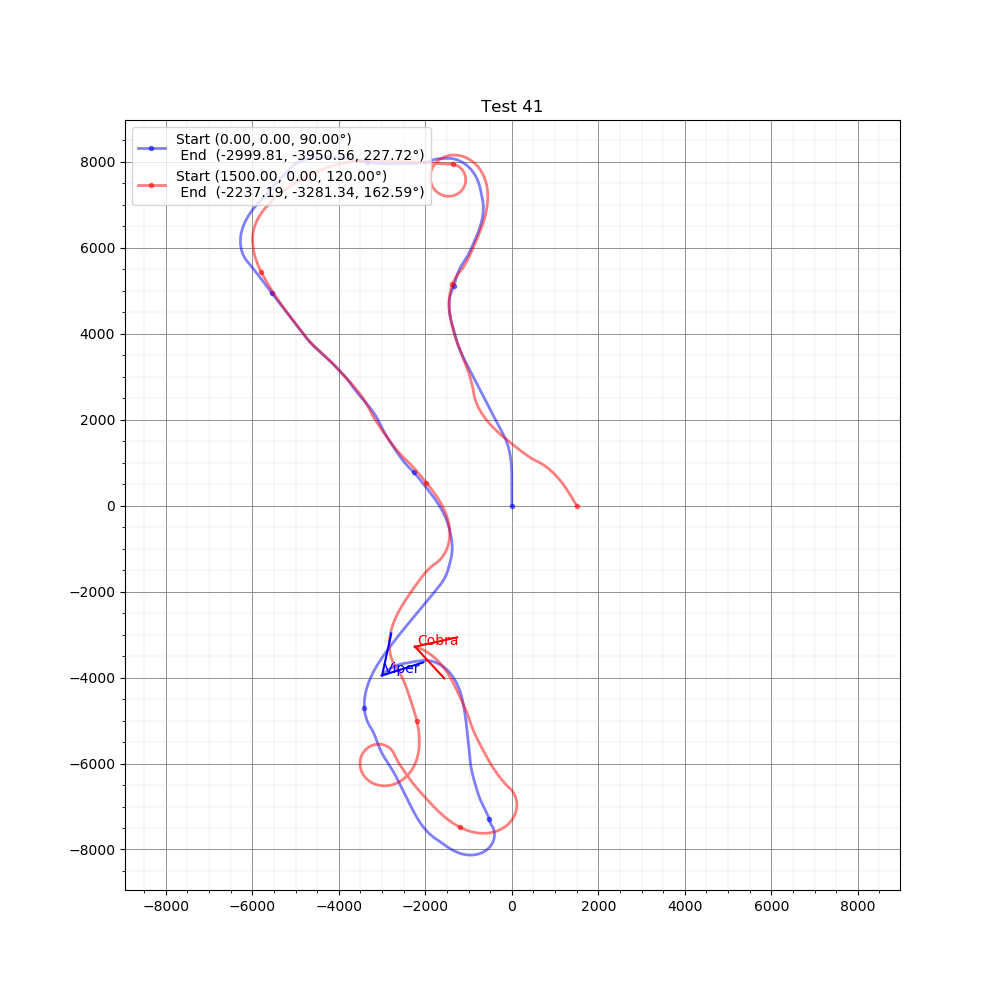 Test 41
Start (0.00, 0.00, 90.00°)
End (-2999.81, -3950.56, 227.72°)
Start (1500.00, 0.00, 120.00°)
End (-2237.19, -3281.34, 162.59°)
8000
6000
4000
2000
0
−2000
−4000
−6000
−8000
Cobra
Viper
−8000 −6000 −4000 −2000 0 2000 4000 6000 8000